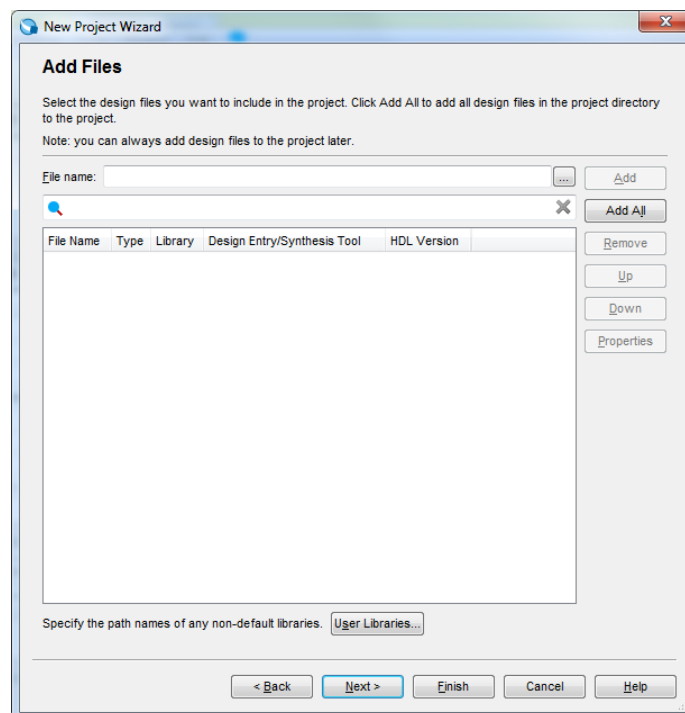 New Project Wizard
Add Files
Select the design files you want to include in the project. Click Add All to add all design files in the project directory
to the project.
Note: you can always add design files to the project later.
File name: ... Add
Add All
File Name Type Library Design Entry/Synthesis Tool HDL Version
Remove
Up
Down
Properties
Specify the path names of any non-default libraries. User Libraries...
< Back Next > Finish Cancel Help